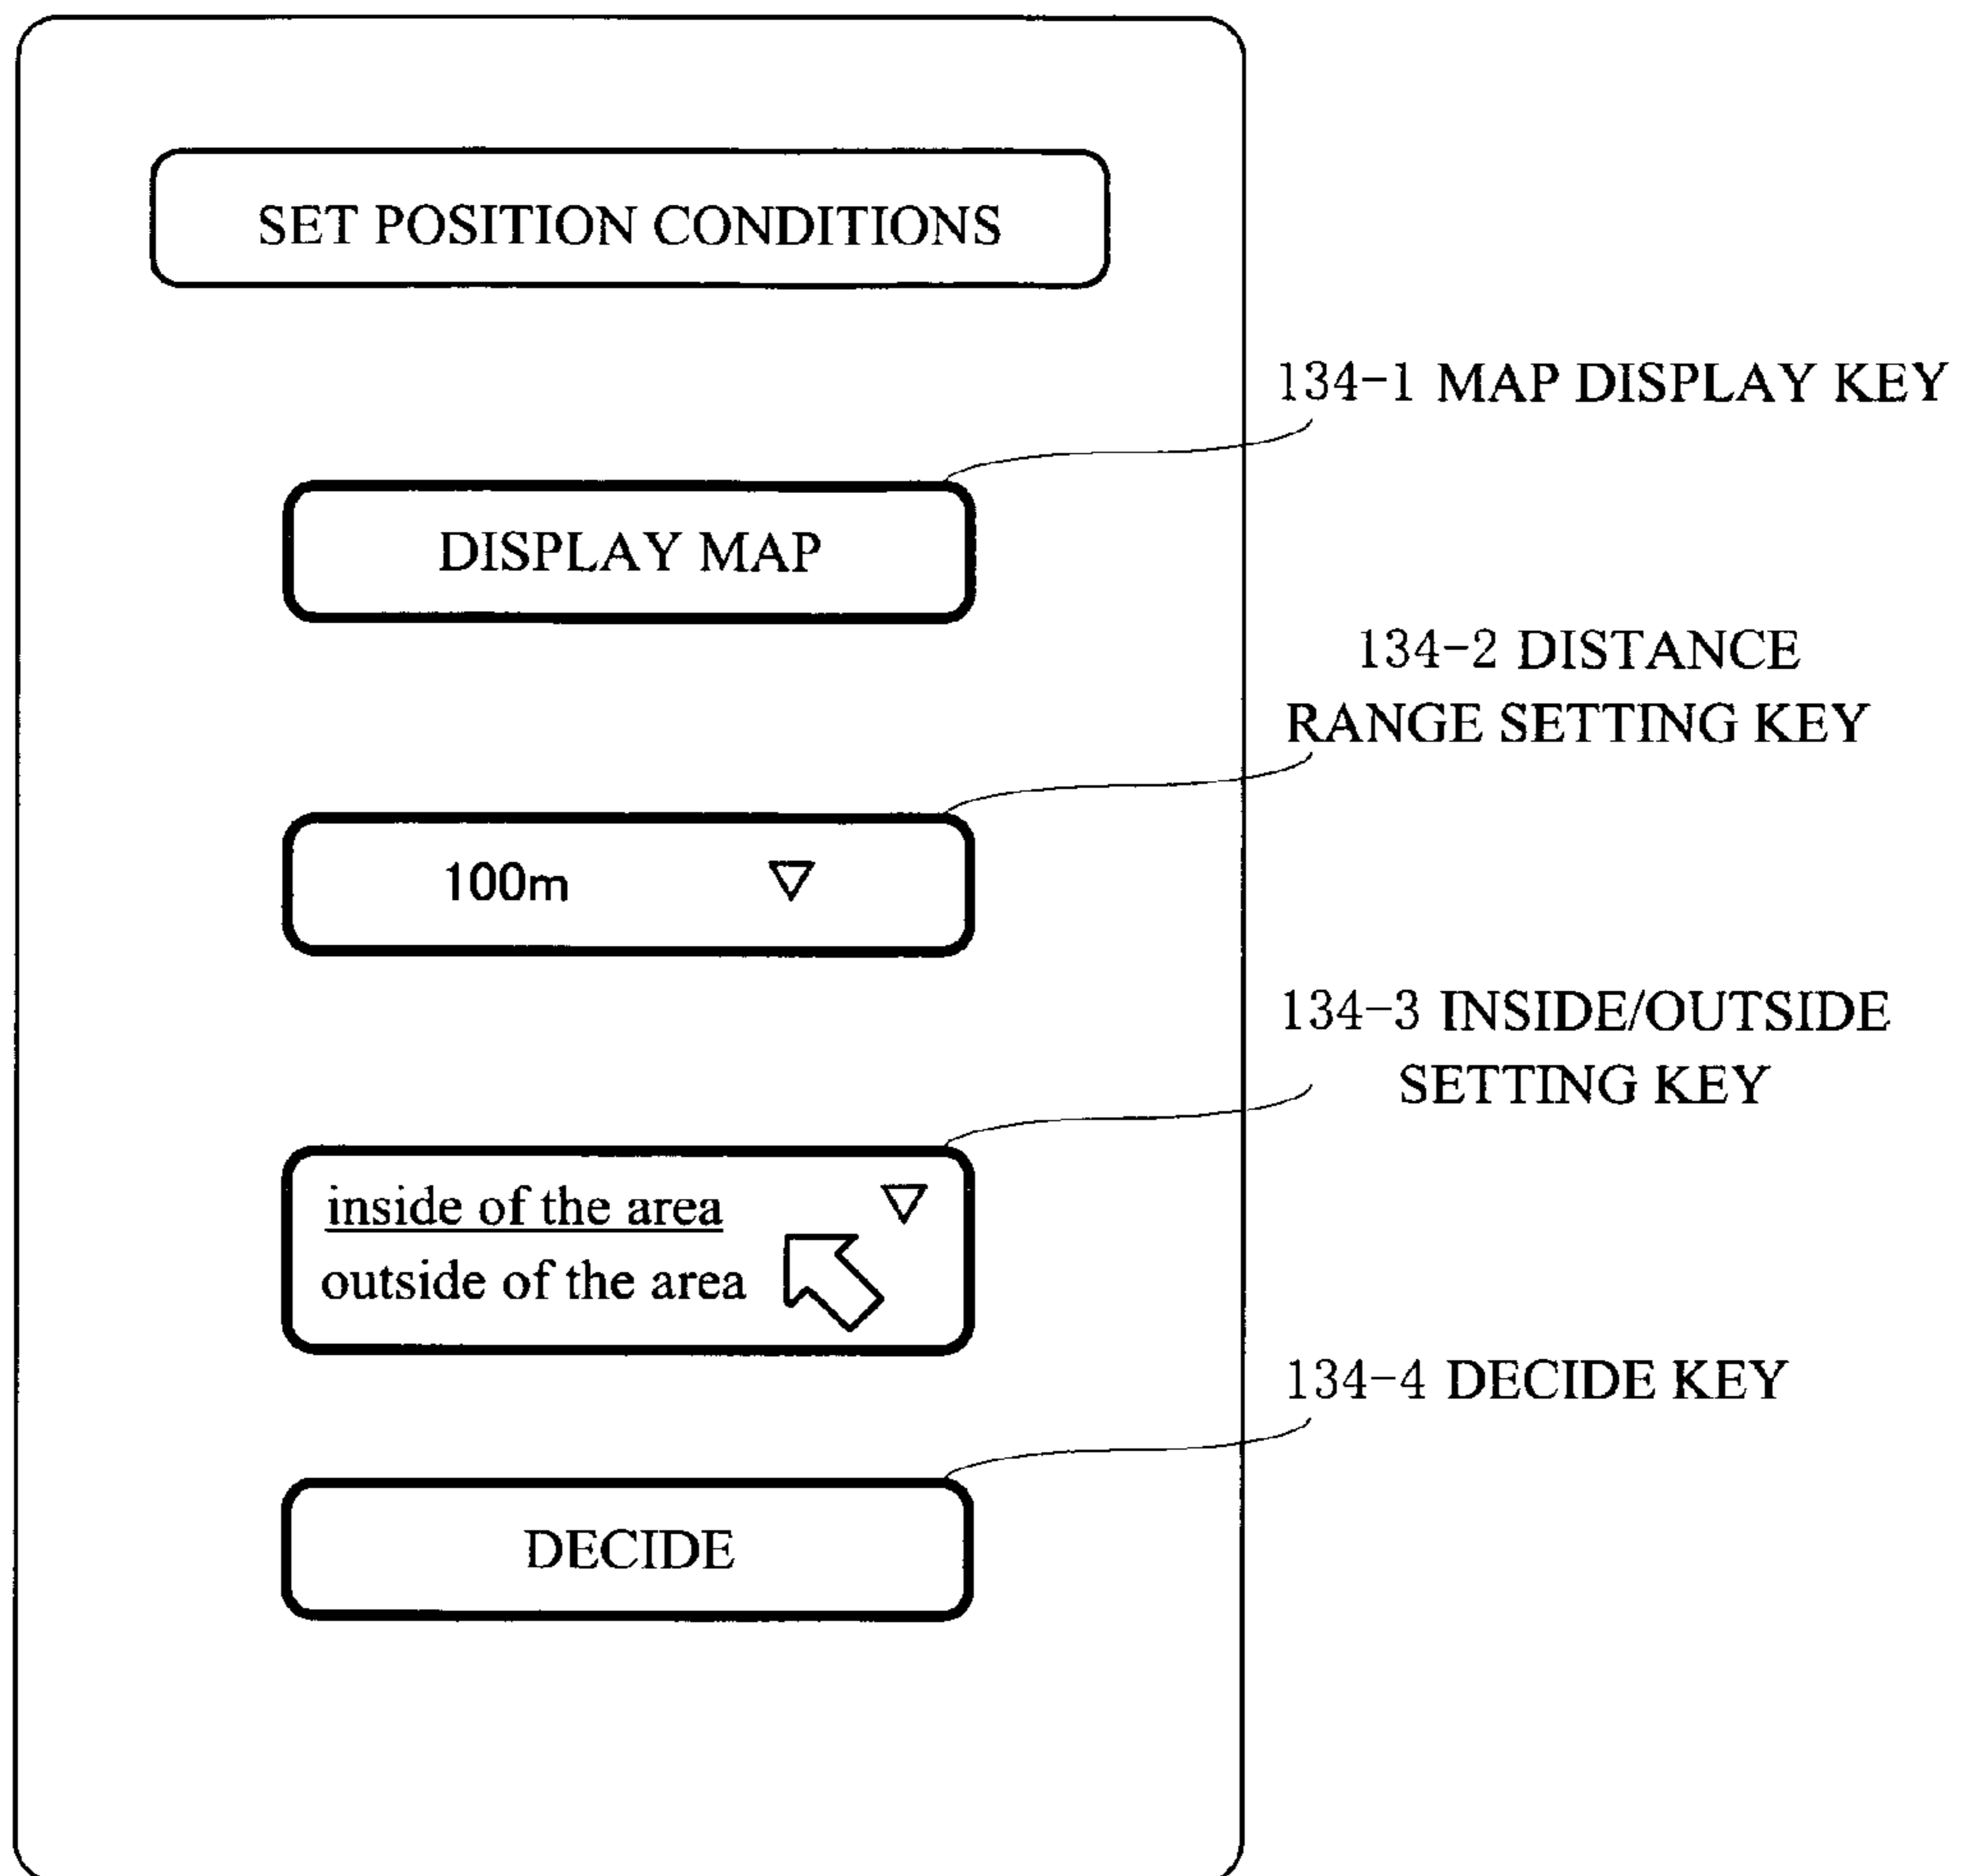 SET POSITION CONDITIONS
134-1 MAP DISPLAY KEY
DISPLAY MAP
134-2 DISTANCE
RANGE SETTING KEY
100m ▽
134-3 INSIDE/OUTSIDE
SETTING KEY
inside of the area ▽
outside of the area
134-4 DECIDE KEY
DECIDE